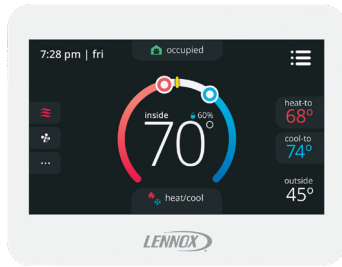 7:28 pm | fri
occupied
inside
60%
70°
heat-to
68°
cool-to
74°
outside
45°
heat/cool
LENNOX